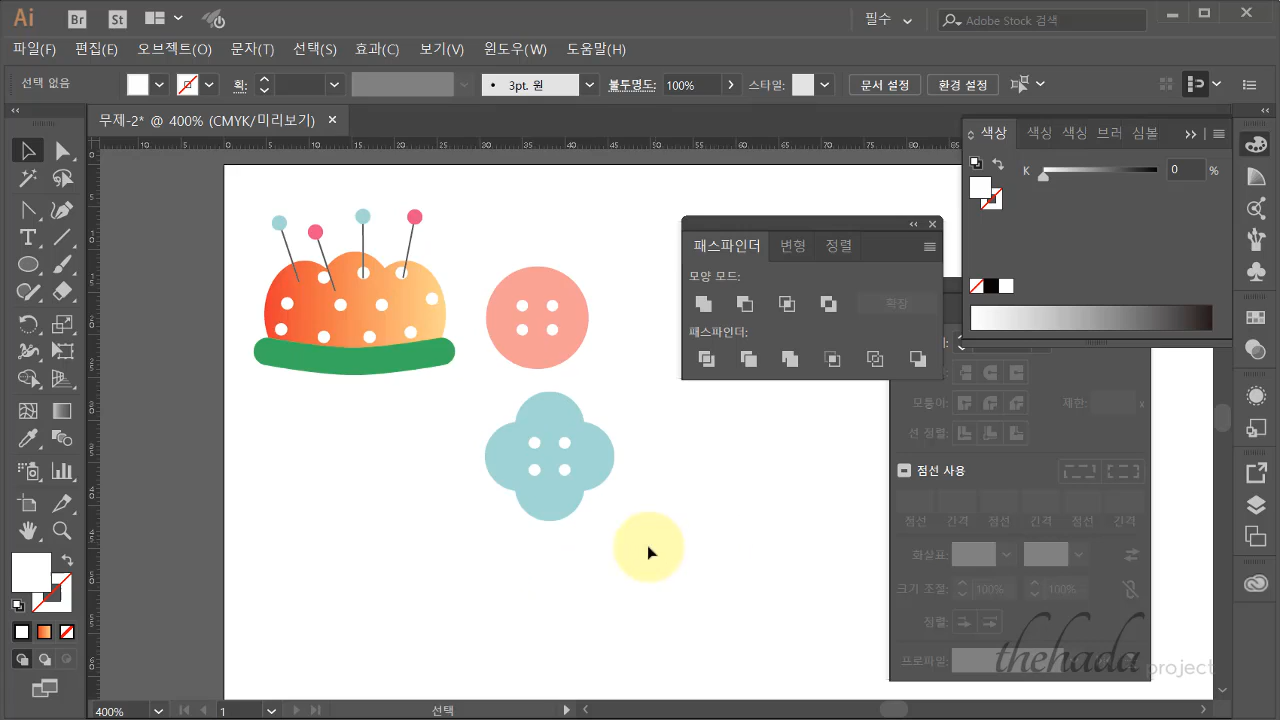 Ai Br St 필수 Adobe Stock 검색
파일(F) 편집(E) 오브젝트(O) 문자(T) 선택(S) 효과(C) 보기(V) 윈도우(W) 도움말(H)
선택 없음 획: 3pt. 원 불투명도: 100% 스타일: 문서 설정 환경 설정
무제-2* @ 400% (CMYK/미리보기)
색상 색상 색상 브러 심볼
K 0 %
패스파인더 변형 정렬
모양 모드:
확장
패스파인더:
모퉁이: 제한: x
선 정렬:
점선 사용
점선 간격 점선 간격 점선 간격
화살표:
크기 조절: 100% 100%
정렬:
프로파일:
thehada project
400% 1 선택